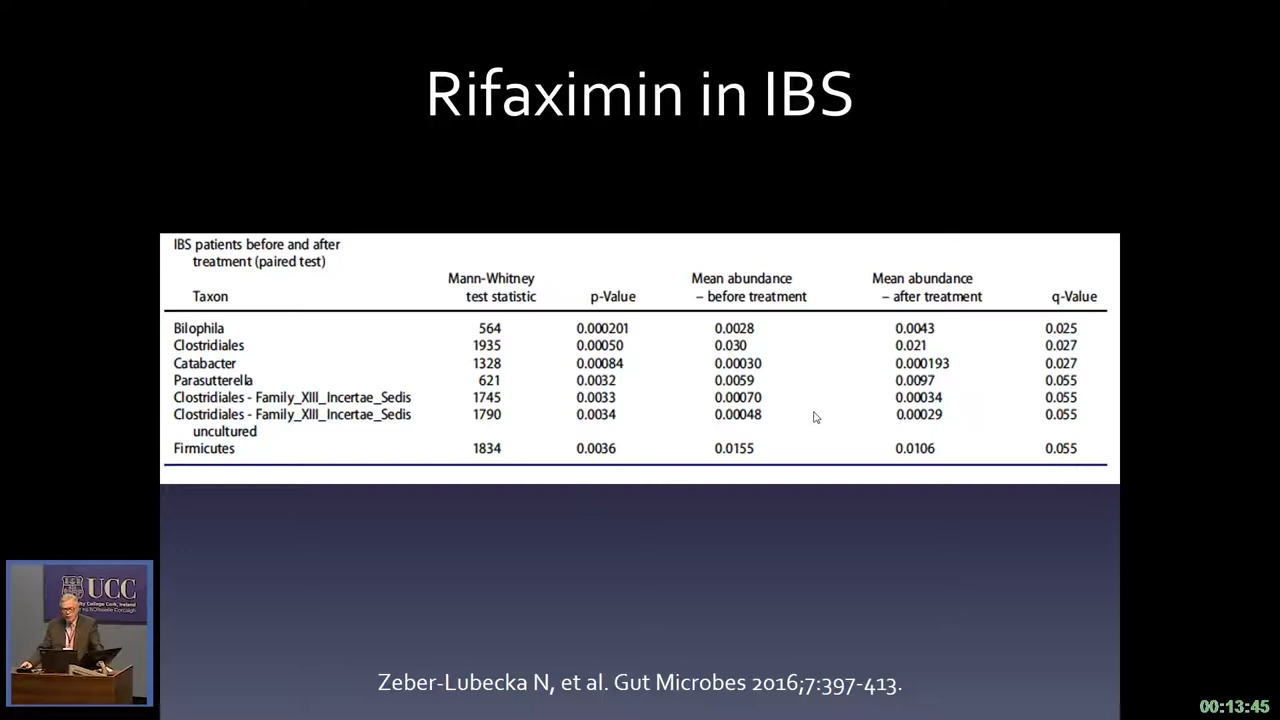 Rifaximin in IBS
IBS patients before and after
treatment (paired test)
Taxon Mann-Whitney test statistic p-Value Mean abundance – before treatment Mean abundance – after treatment q-Value
Bilophila 564 0.000201 0.0028 0.0043 0.025
Clostridiales 1935 0.00050 0.030 0.021 0.027
Catabacter 1328 0.00084 0.00030 0.000193 0.027
Parasutterella 621 0.0032 0.0059 0.0097 0.055
Clostridiales - Family_XIII_Incertae_Sedis 1745 0.0033 0.00070 0.00034 0.055
Clostridiales - Family_XIII_Incertae_Sedis 1790 0.0034 0.00048 0.00029 0.055
uncultured
Firmicutes 1834 0.0036 0.0155 0.0106 0.055
UCC
College Cork, Ireland
Zeber-Lubecka N, et al. Gut Microbes 2016;7:397-413.
00:13:45